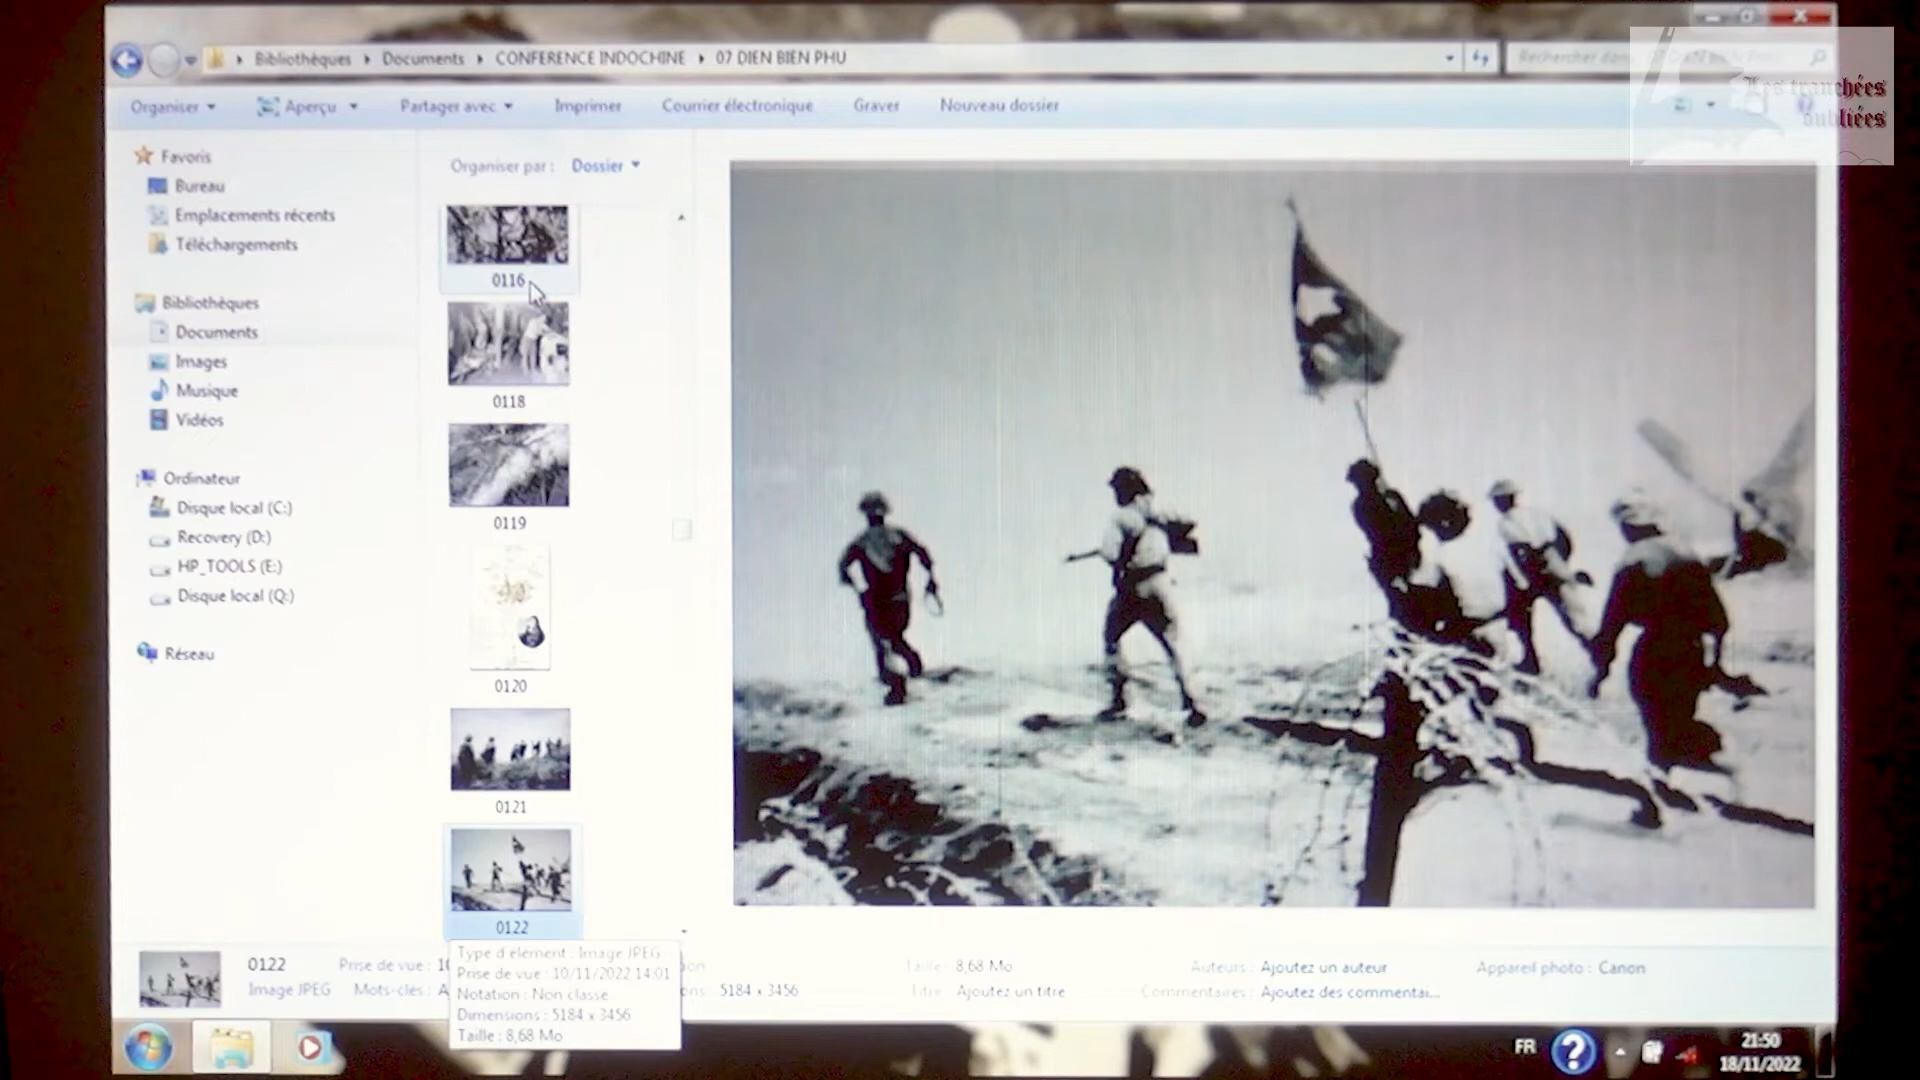 Bibliothèques ▸ Documents ▸ CONFERENCE INDOCHINE ▸ 07 DIEN BIEN PHU
Rechercher dan
Les tranchées
oubliées
Organiser Aperçu Partager avec Imprimer Courrier électronique Graver Nouveau dossier
Favoris
Bureau
Emplacements récents
Téléchargements
Bibliothèques
Documents
Images
Musique
Vidéos
Ordinateur
Disque local (C:)
Recovery (D:)
HP_TOOLS (E:)
Disque local (Q:)
Réseau
Organiser par : Dossier
0116
0118
0119
0120
0121
0122
0122 Prise de vue : 10
Image JPEG Mots-clés : A
Type d'élément : Image JPEG
Prise de vue : 10/11/2022 14:01
Notation : Non classé
Dimensions : 5184 x 3456
Taille : 8,68 Mo
5184 x 3456
Taille : 8,68 Mo
Titre : Ajoutez un titre
Auteurs : Ajoutez un auteur
Commentaires : Ajoutez des commentai...
Appareil photo : Canon
FR
21:50
18/11/2022